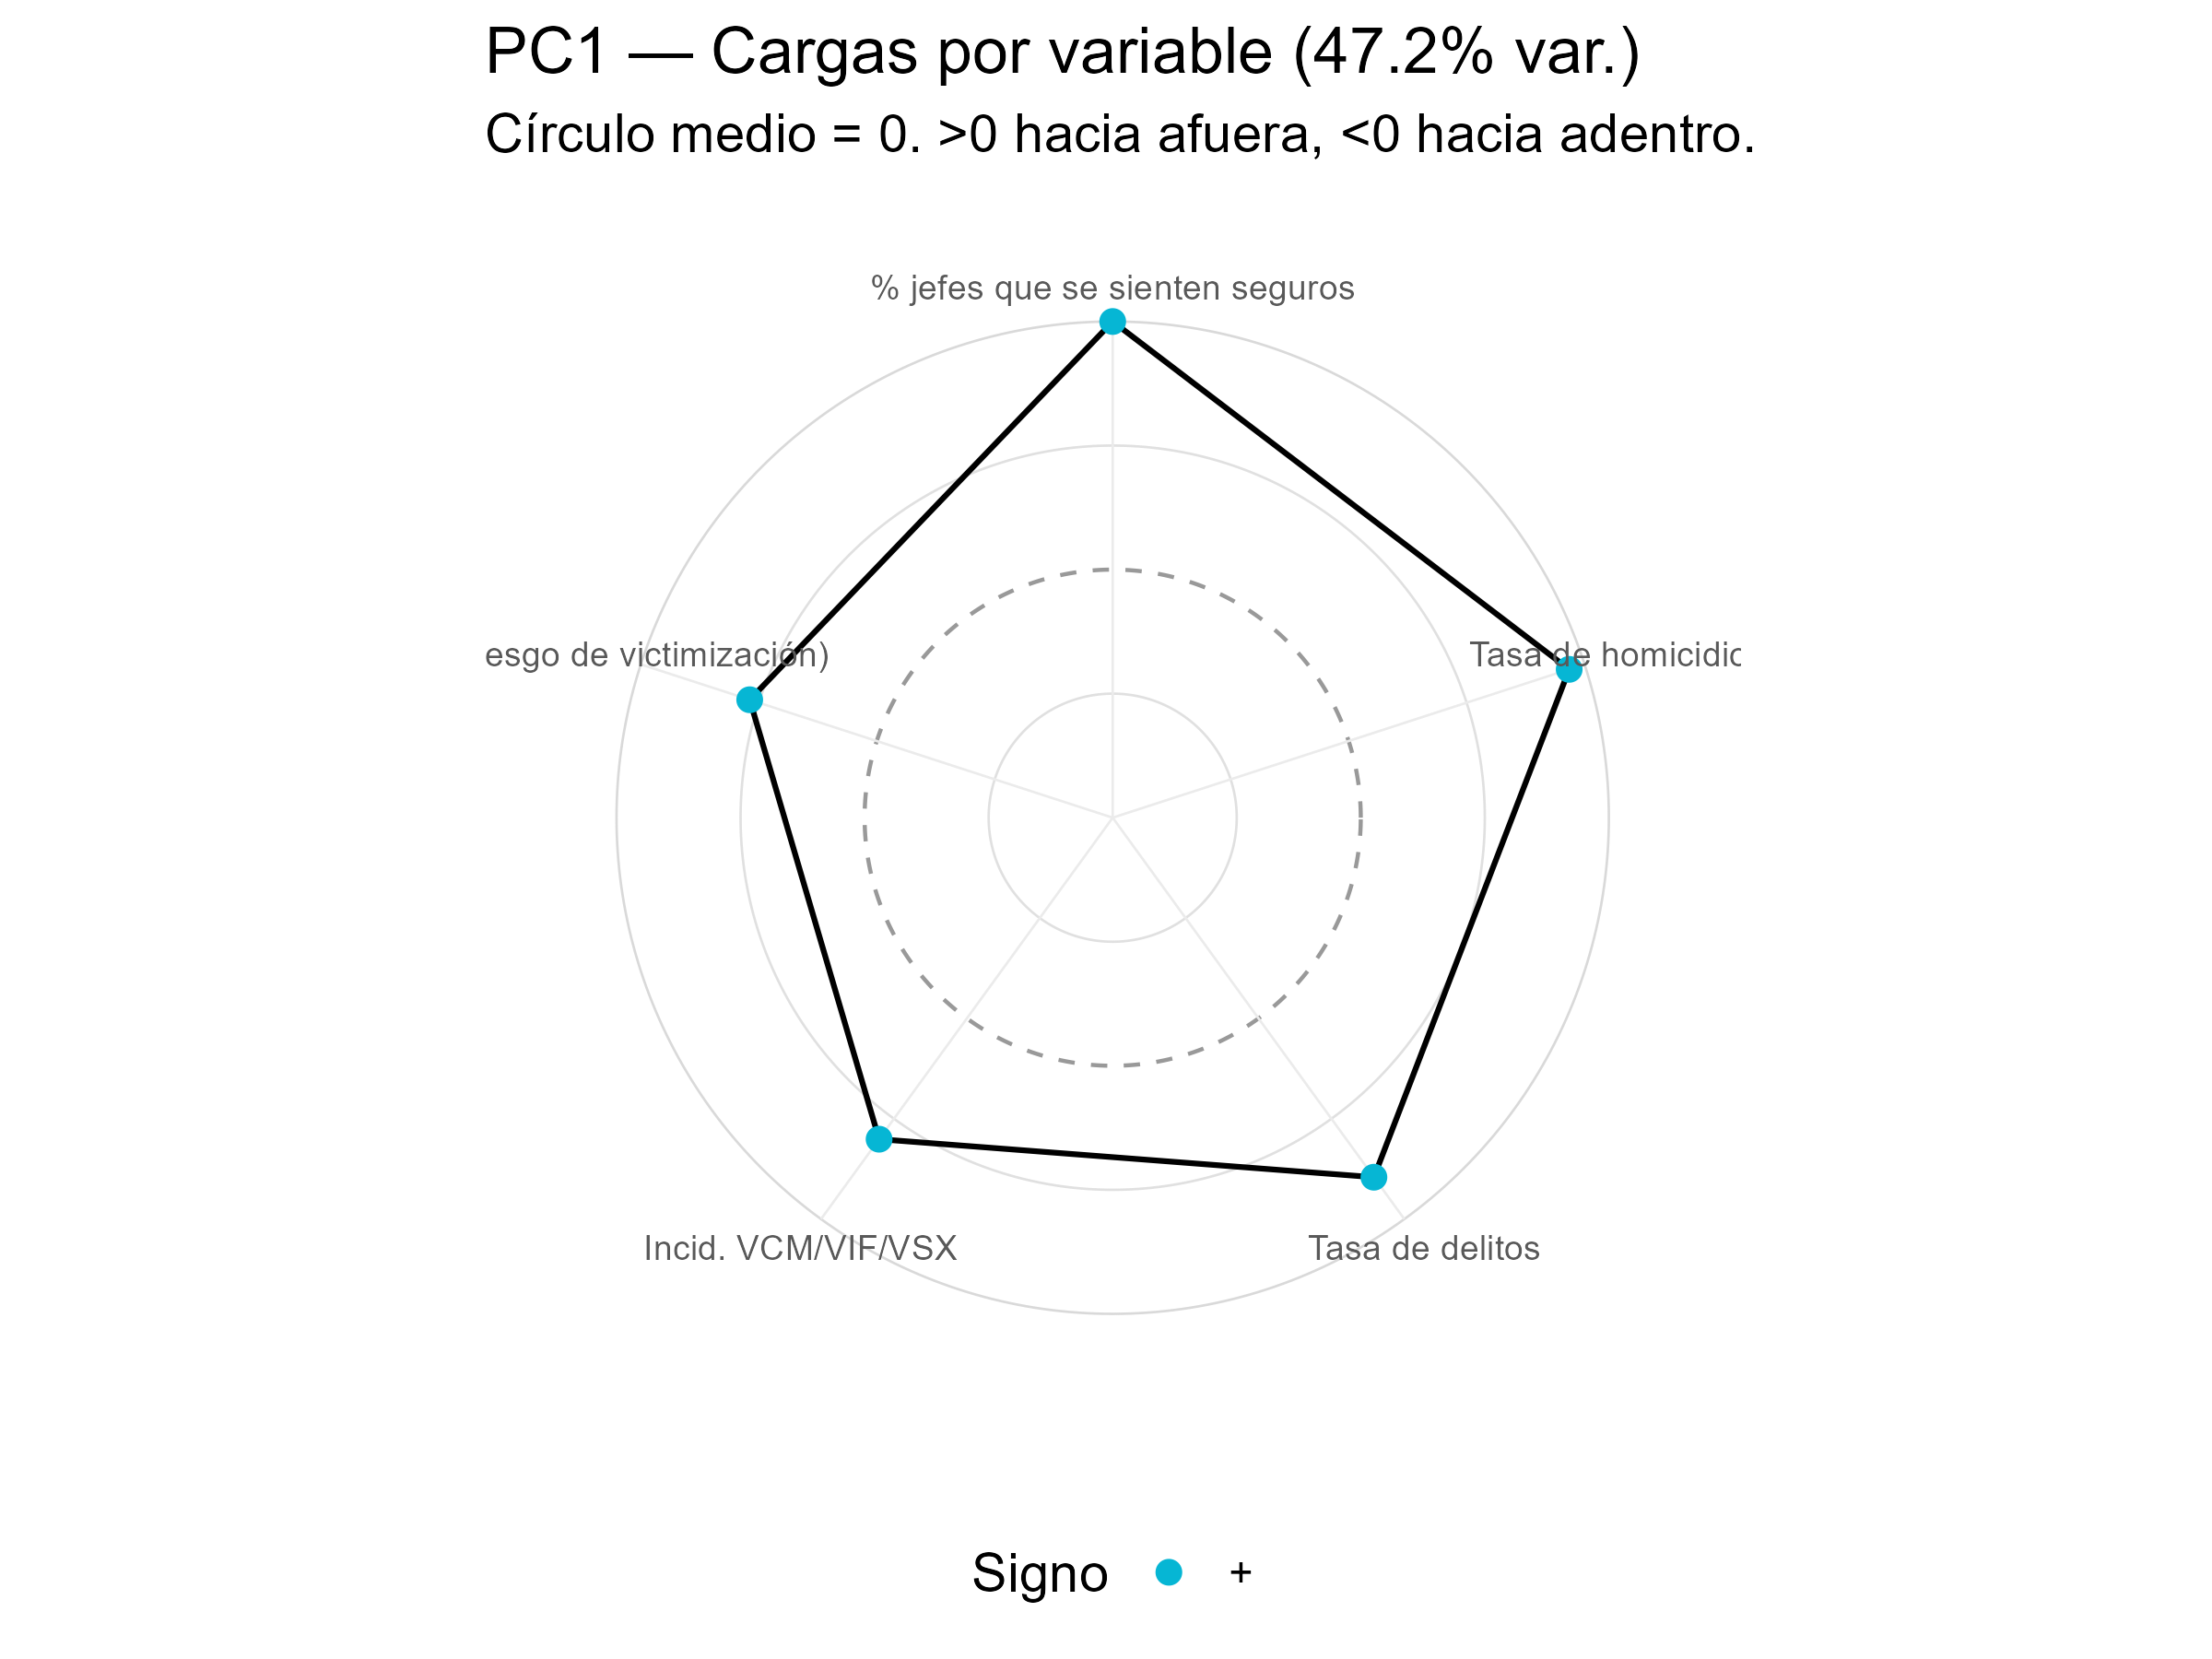 PC1 — Cargas por variable (47.2% var.)
Círculo medio = 0. >0 hacia afuera, <0 hacia adentro.
% jefes que se sienten seguros
esgo de victimización)
Tasa de homicidic
Incid. VCM/VIF/VSX
Tasa de delitos
Signo +